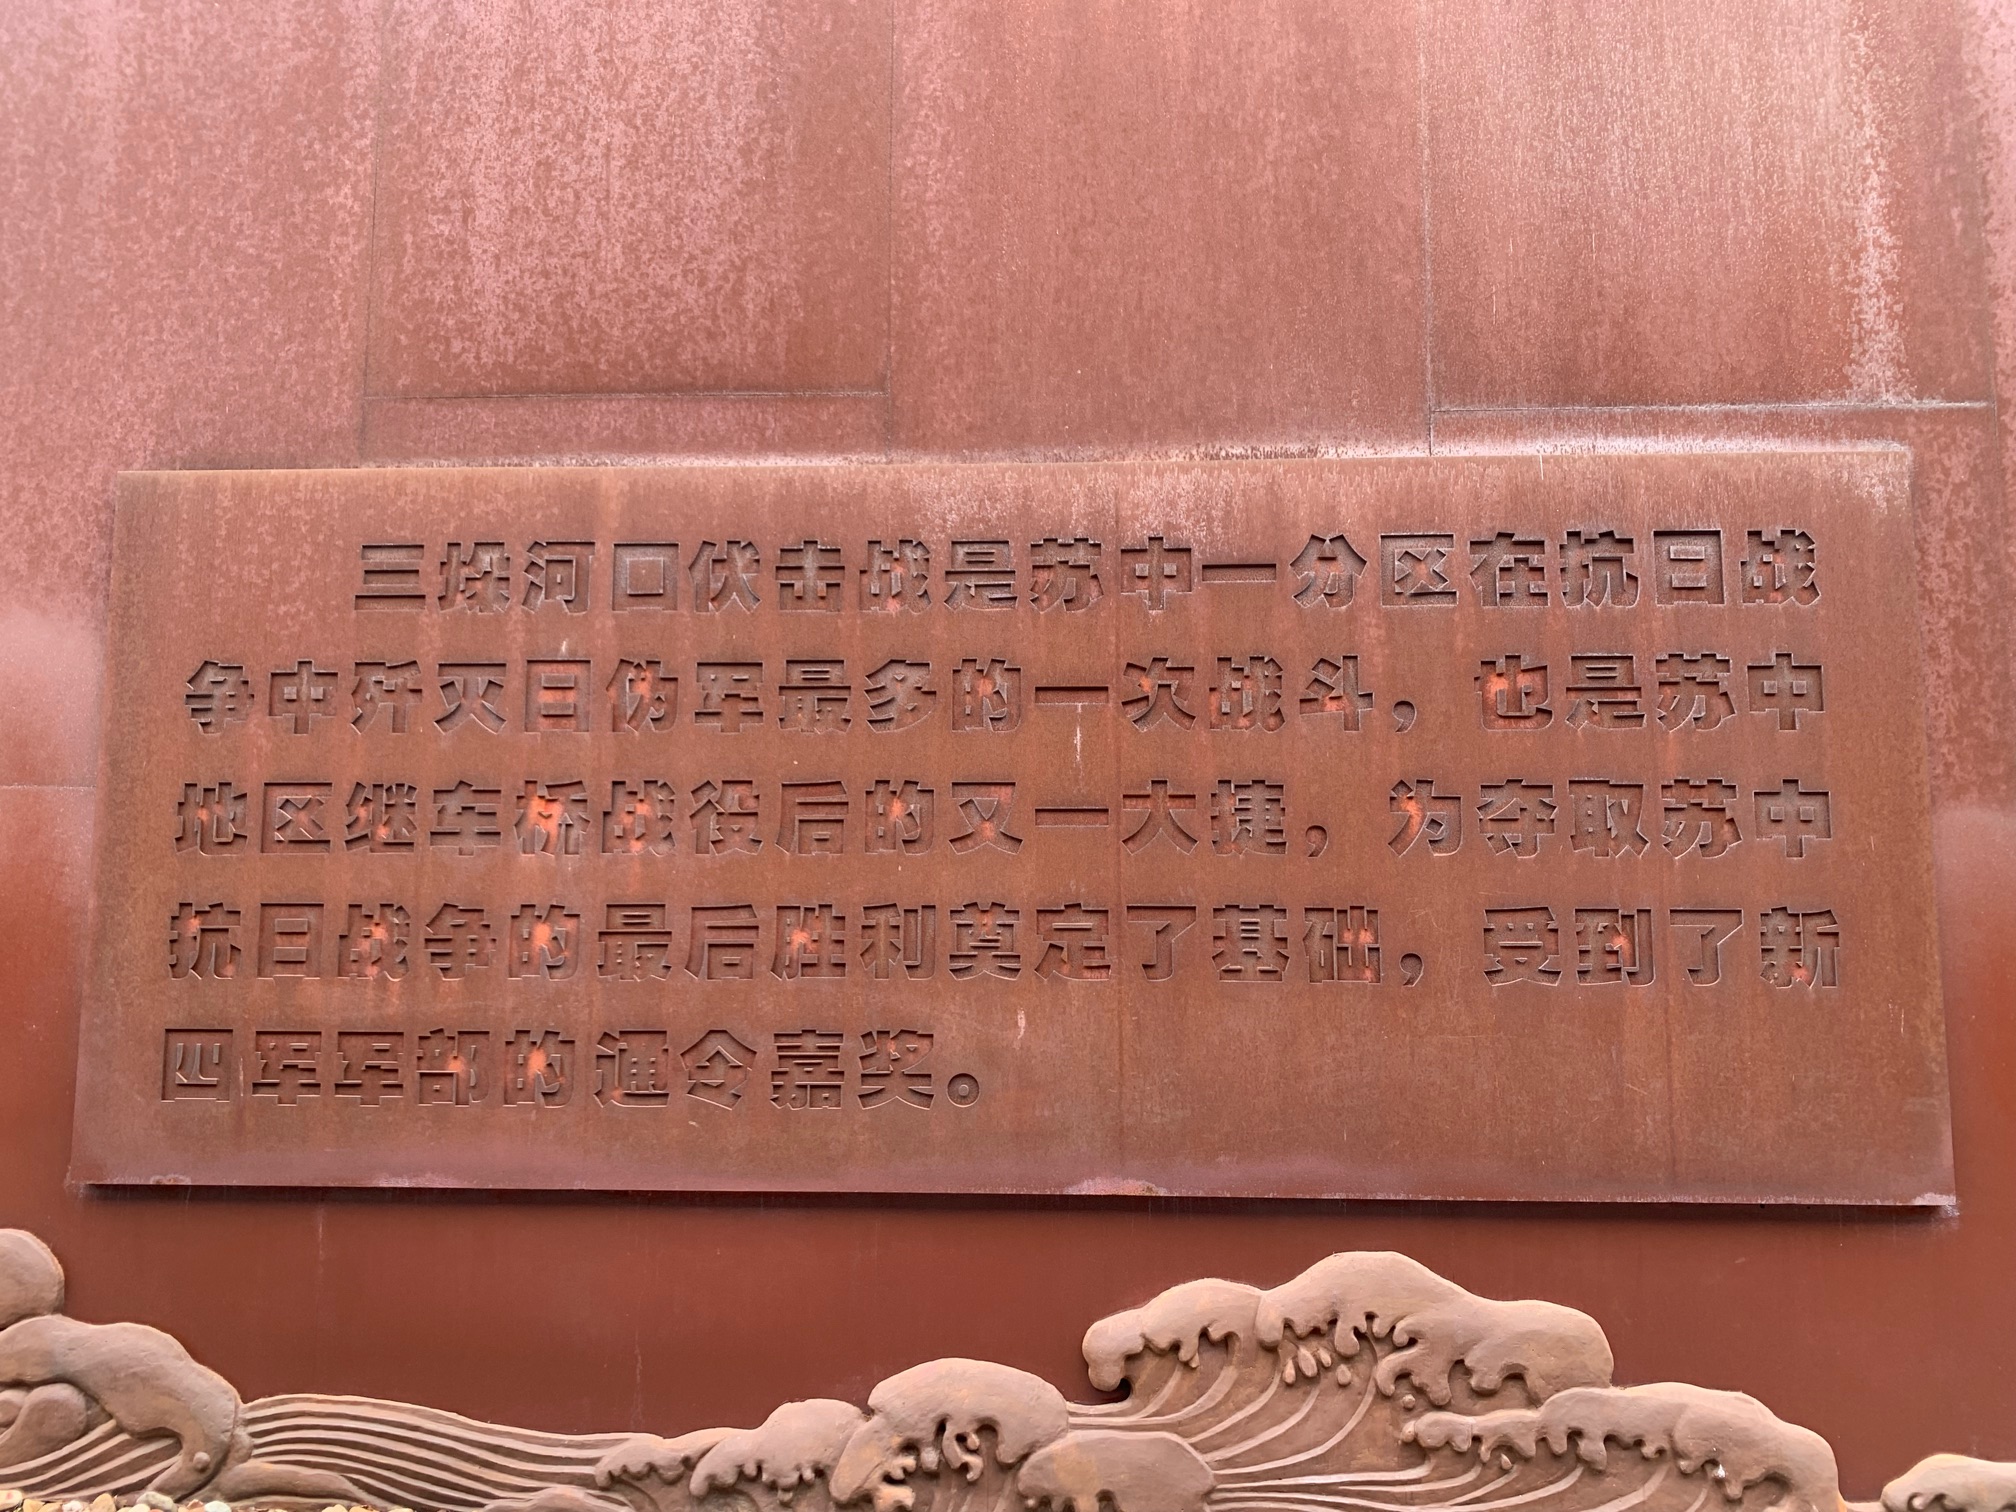 三垛河口伏击战是苏中一分区在抗日战
争中歼灭日伪军最多的一次战斗，也是苏中
地区继车桥战役后的又一大捷，为夺取苏中
抗日战争的最后胜利奠定了基础，受到了新
四军军部的通令嘉奖。